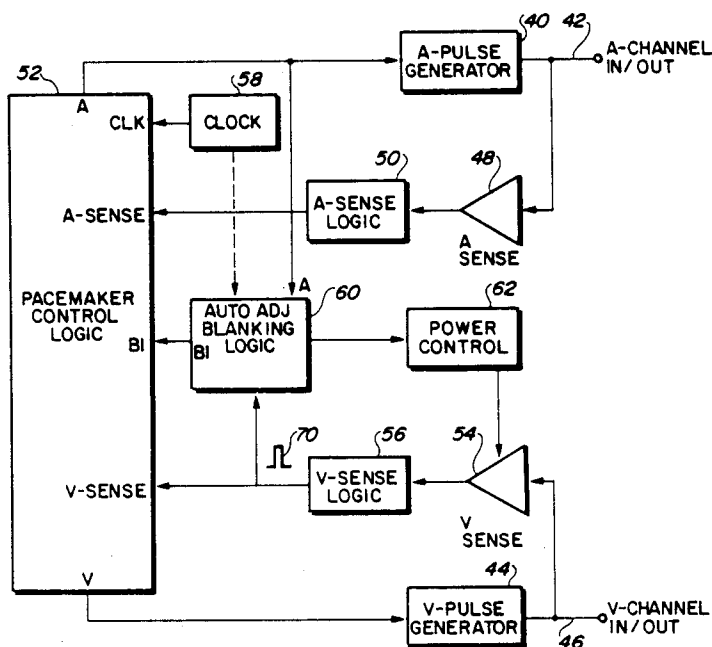 40
42
A-PULSE
GENERATOR
A-CHANNEL
IN/OUT
52
58
A
CLK
CLOCK
50
48
A-SENSE
A-SENSE
LOGIC
A
SENSE
A
60
62
PACEMAKER
CONTROL
LOGIC
AUTO ADJ
BLANKING
LOGIC
POWER
CONTROL
BI
BI
70
56
54
V-SENSE
V-SENSE
LOGIC
V
SENSE
V
44
V-PULSE
GENERATOR
V-CHANNEL
IN/OUT
46